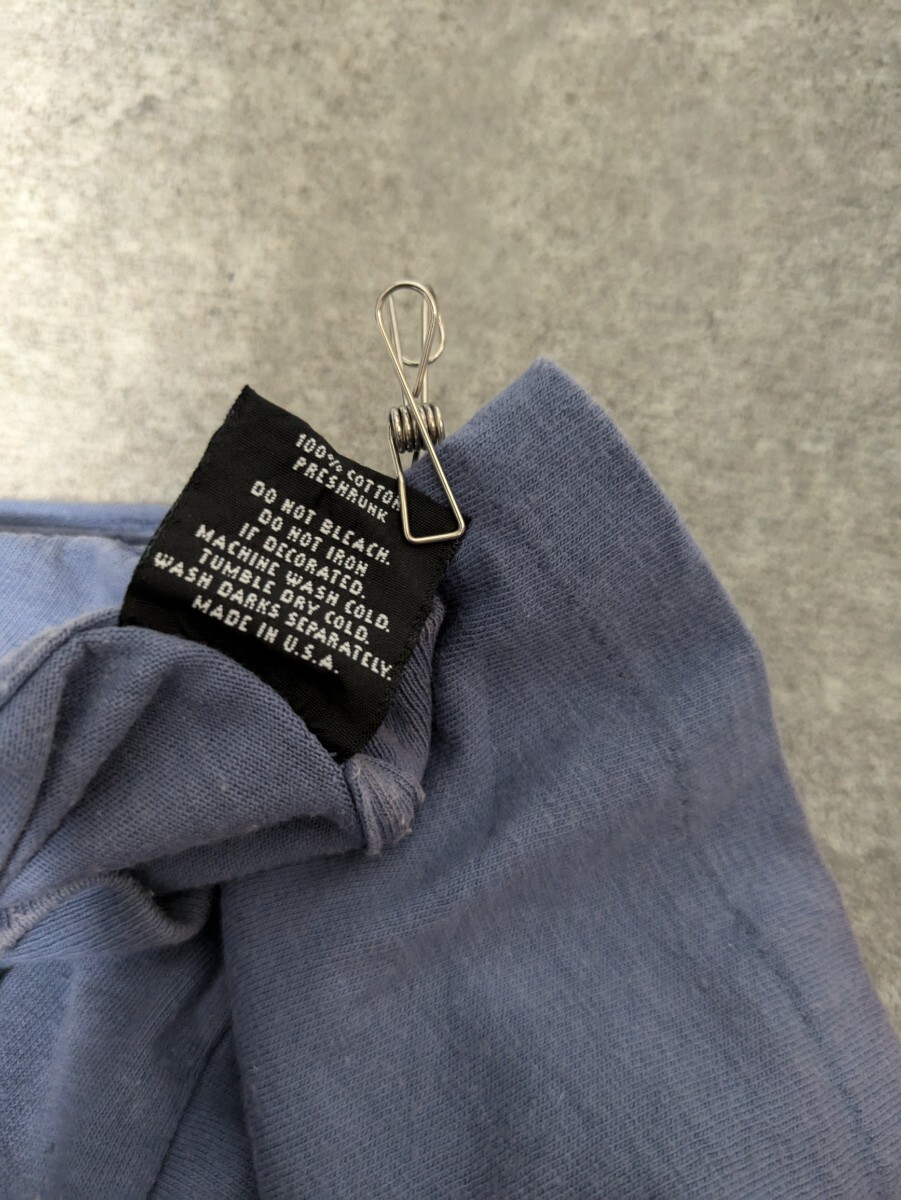 100% COTTON
PRESHRUNK
DO NOT BLEACH.
DO NOT IRON
IF DECORATED.
MACHINE WASH COLD.
TUMBLE DRY COLD.
WASH DARKS SEPARATELY.
MADE IN U.S.A.